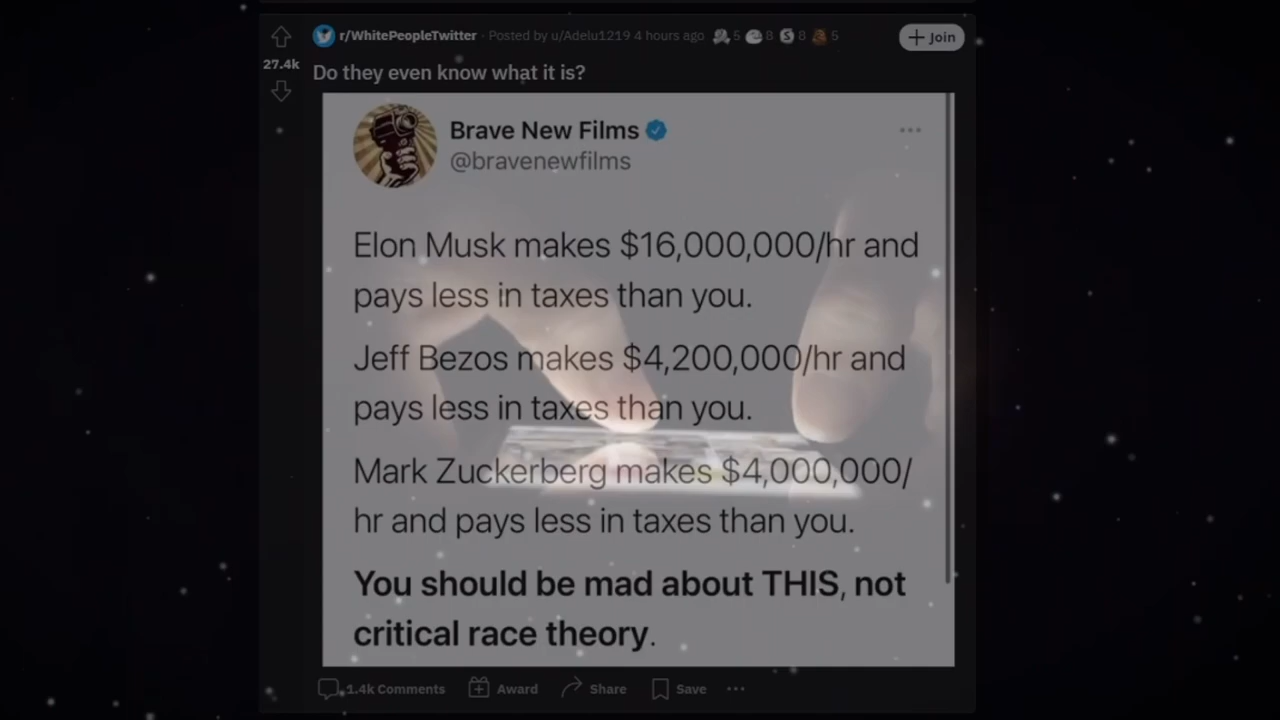 r/WhitePeopleTwitter · Posted by u/Adelu1219 4 hours ago 5 8 8 5
+ Join
27.4k
Do they even know what it is?
Brave New Films
@bravenewfilms
Elon Musk makes $16,000,000/hr and
pays less in taxes than you.
Jeff Bezos makes $4,200,000/hr and
pays less in taxes than you.
Mark Zuckerberg makes $4,000,000/
hr and pays less in taxes than you.
You should be mad about THIS, not
critical race theory.
1.4k Comments Award Share Save